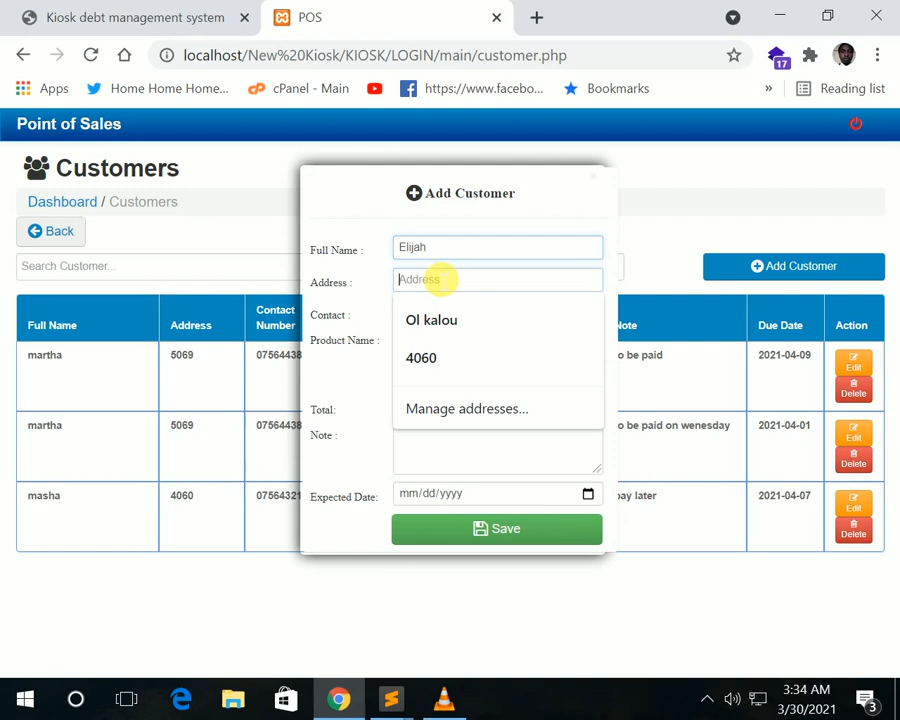 Kiosk debt management system
POS
17
localhost/New%20Kiosk/KIOSK/LOGIN/main/customer.php
Apps
Home Home Home...
cPanel - Main
https://www.facebo...
Bookmarks
»
Reading list
Point of Sales
Customers
Dashboard / Customers
Back
Search Customer...
Add Customer
Full Name
Address
Contact
Number
Note
Due Date
Action
martha
5069
07564438
o be paid
2021-04-09
Edit
Delete
martha
5069
07564438
o be paid on wenesday
2021-04-01
Edit
Delete
masha
4060
07564321
pay later
2021-04-07
Edit
Delete
Add Customer
Full Name :
Elijah
Address :
Address
Contact :
Product Name :
Ol kalou
4060
Manage addresses...
Total:
Note :
Expected Date:
mm/dd/yyyy
Save
3:34 AM
3/30/2021
3